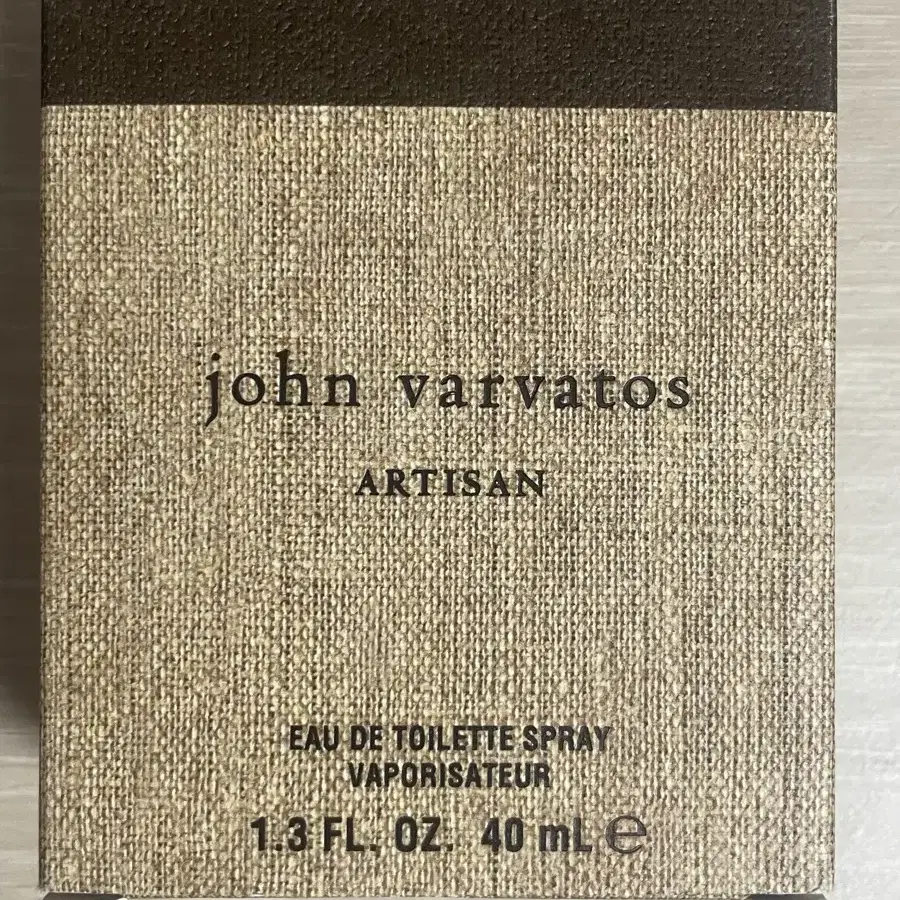 john varvatos
ARTISAN
EAU DE TOILETTE SPRAY
VAPORISATEUR
1.3 FL. OZ. 40 mL ℮